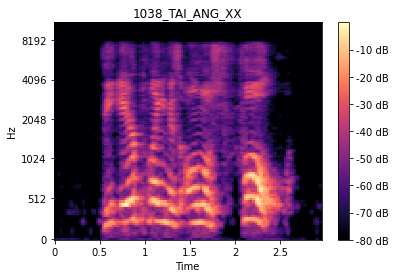 1038_TAI_ANG_XX
Hz
8192
4096
2048
1024
512
0
0 0.5 1 1.5 2 2.5
Time
-10 dB
-20 dB
-30 dB
-40 dB
-50 dB
-60 dB
-70 dB
-80 dB